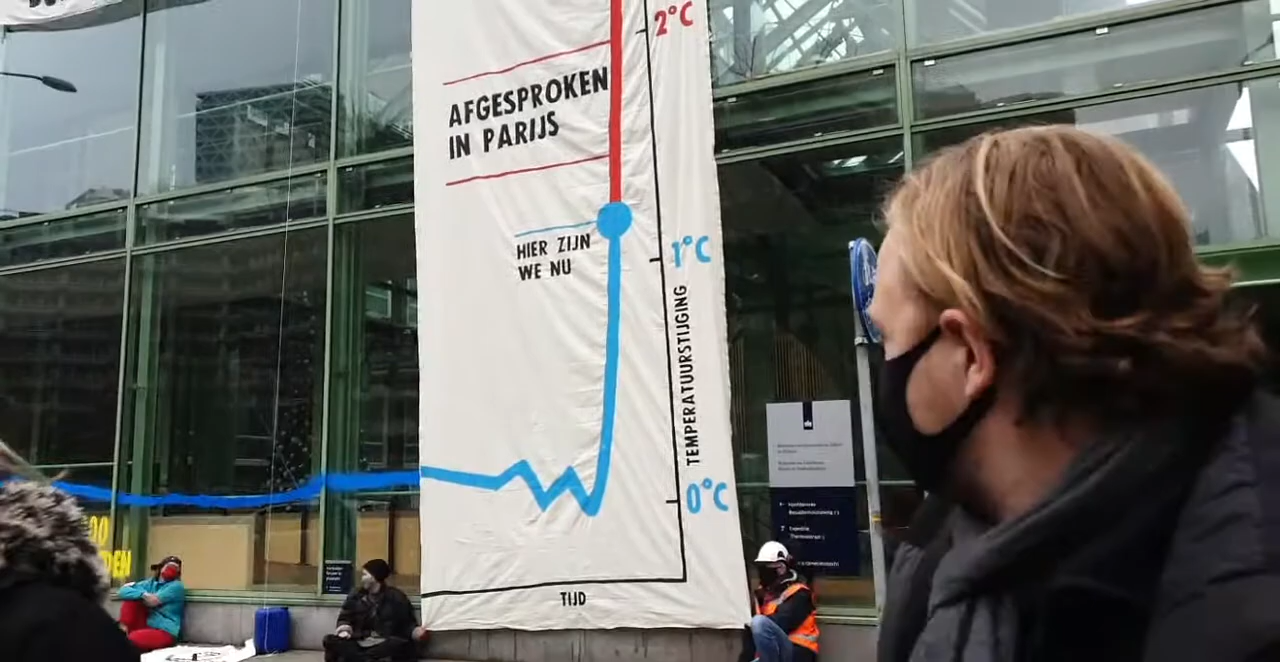 2°C
AFGESPROKEN
IN PARIJS
HIER ZIJN
WE NU
1°C
TEMPERATUURSTIJGING
0°C
TIJD